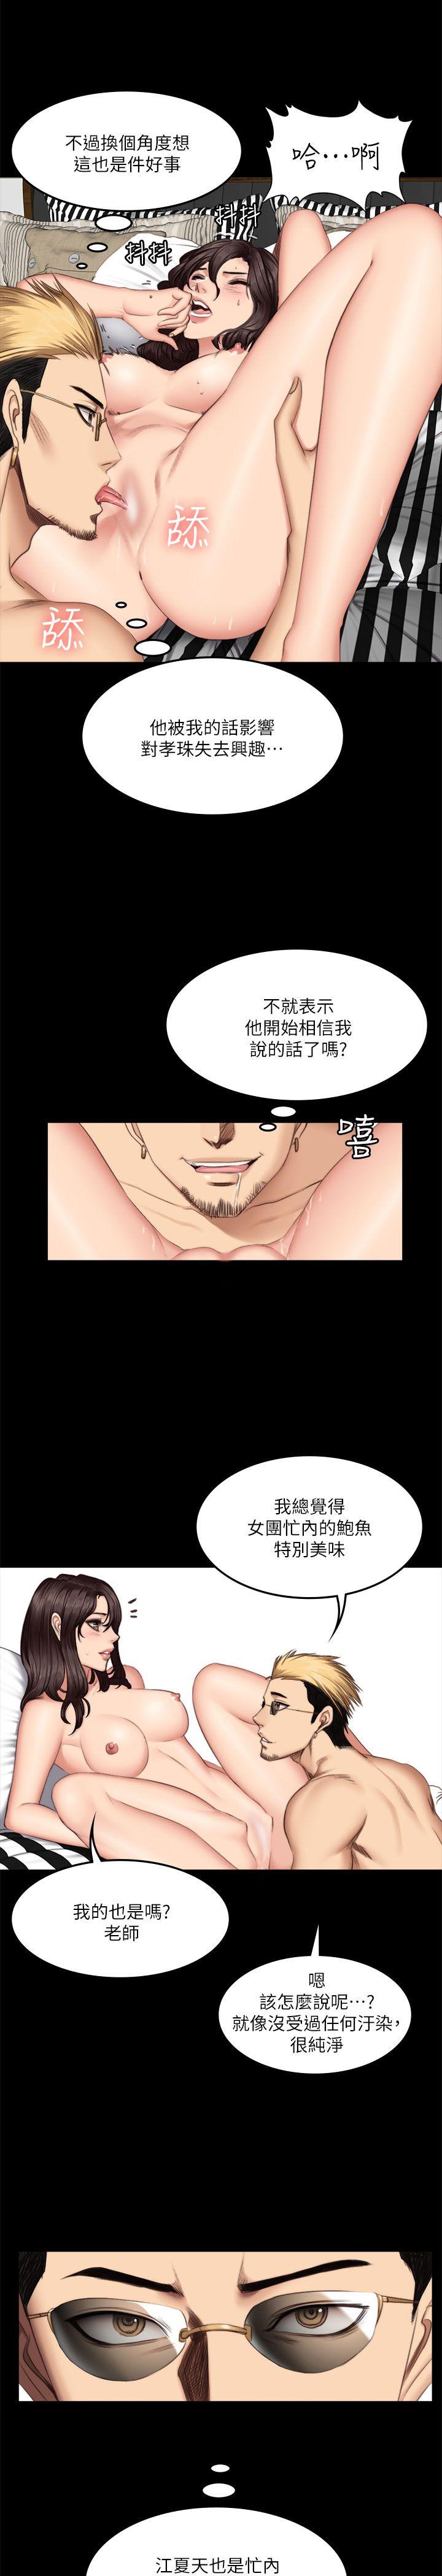 不過換個角度想
這也是件好事
哈…啊
抖抖
抖抖
舔
舔
他被我的話影響
對孝珠失去興趣…
不就表示
他開始相信我
說的話了嗎?
嘻
我總覺得
女團忙內的鮑魚
特別美味
我的也是嗎?
老師
嗯
該怎麼說呢…?
就像沒受過任何汙染，
很純淨
江夏天也是忙內